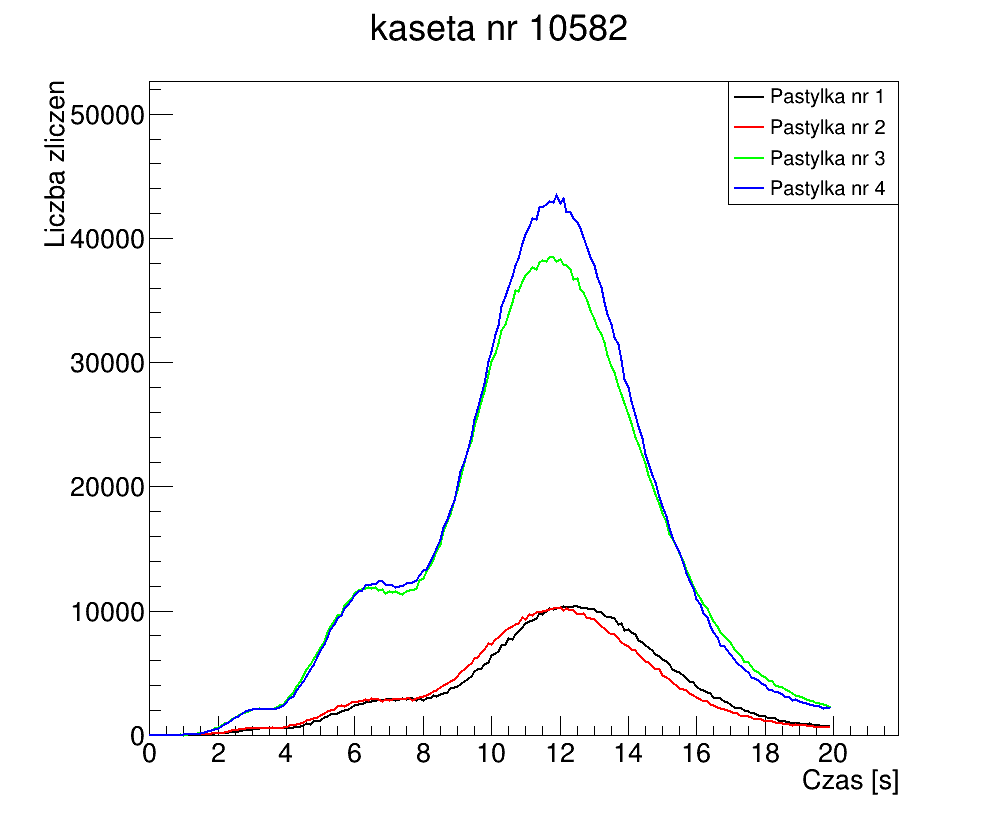 kaseta nr 10582
Liczba zliczen
50000
40000
30000
20000
10000
0
0 2 4 6 8 10 12 14 16 18 20
Czas [s]
Pastylka nr 1
Pastylka nr 2
Pastylka nr 3
Pastylka nr 4